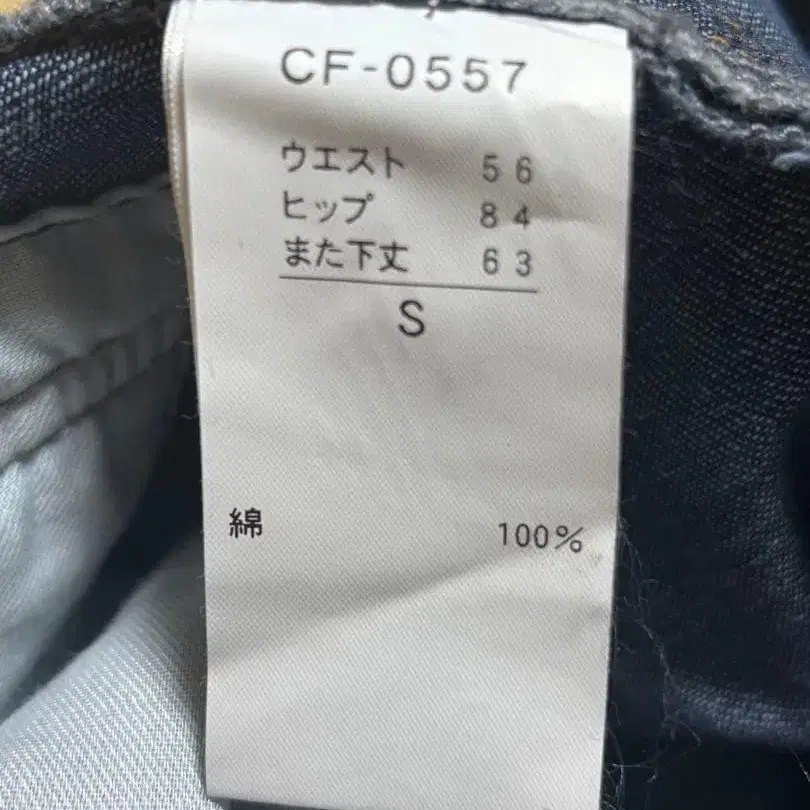 CF-0557
ウエスト 56
ヒップ 84
また下丈 63
S
綿 100%